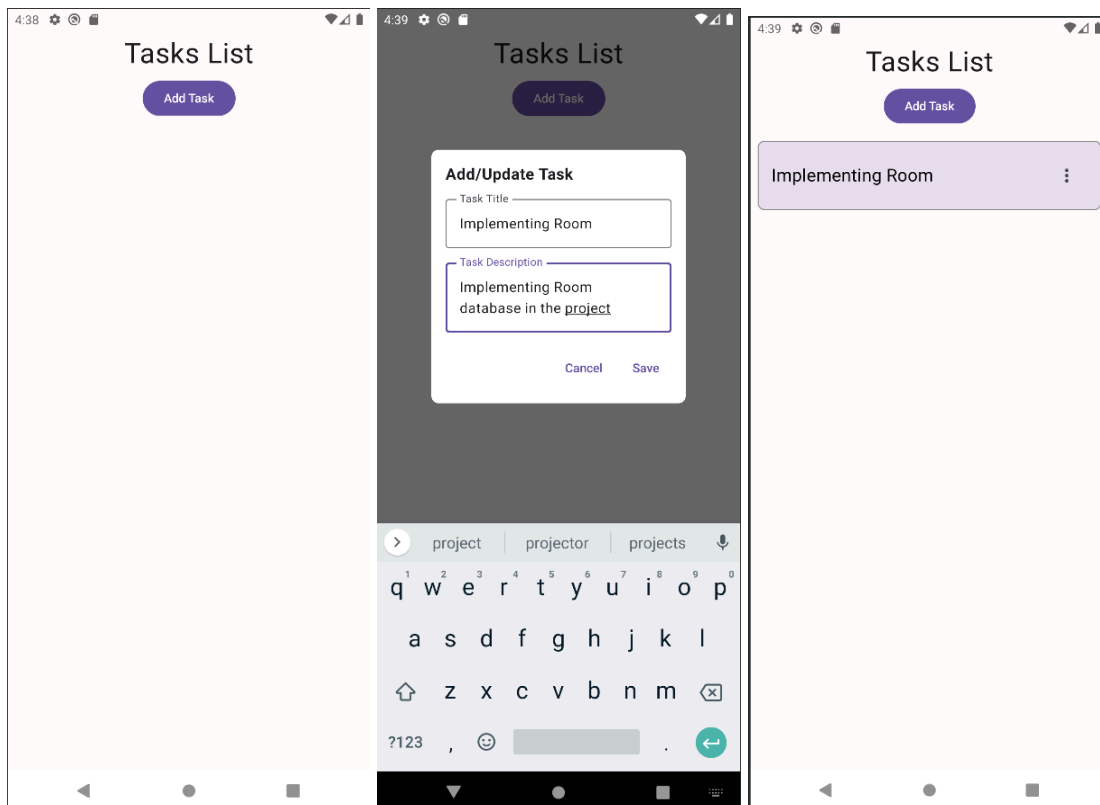 4:38
Tasks List
Add Task
4:39
Tasks List
Add Task
Add/Update Task
Task Title
Implementing Room
Task Description
Implementing Room
database in the project
Cancel Save
project projector projects
1 2 3 4 5 6 7 8 9 0
q w e r t y u i o p
a s d f g h j k l
z x c v b n m
?123 , .
4:39
Tasks List
Add Task
Implementing Room